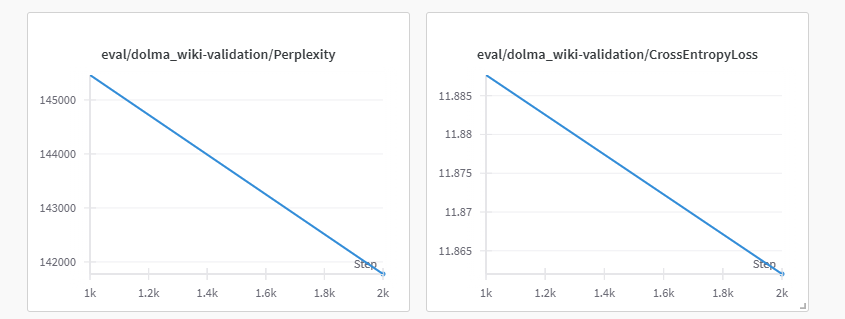 eval/dolma_wiki-validation/Perplexity
145000
144000
143000
142000
Step
1k 1.2k 1.4k 1.6k 1.8k 2k
eval/dolma_wiki-validation/CrossEntropyLoss
11.885
11.88
11.875
11.87
11.865
Step
1k 1.2k 1.4k 1.6k 1.8k 2k